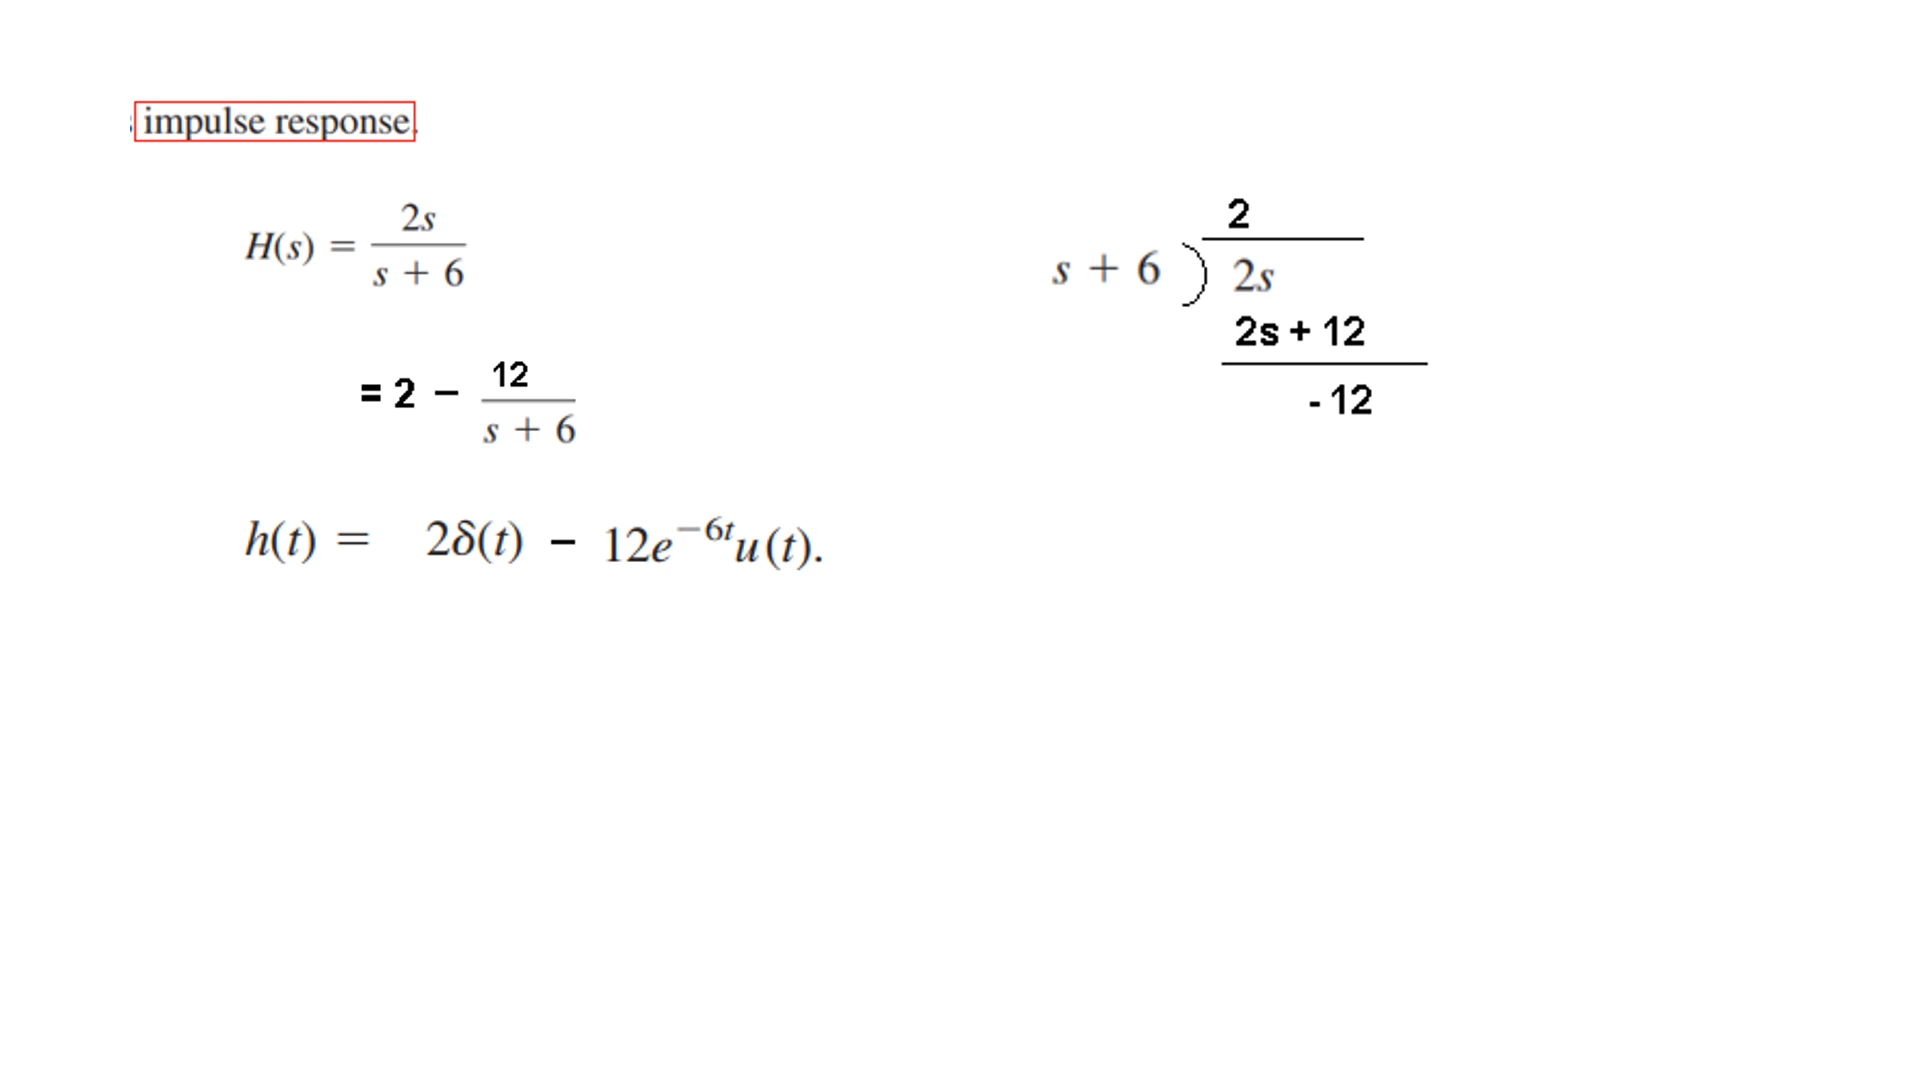 impulse response.
H(s) = 2s / s + 6
= 2 − 12 / s + 6
h(t) = 2δ(t) − 12e^{−6t}u(t).
2
s + 6 ) 2s
2s + 12
- 12